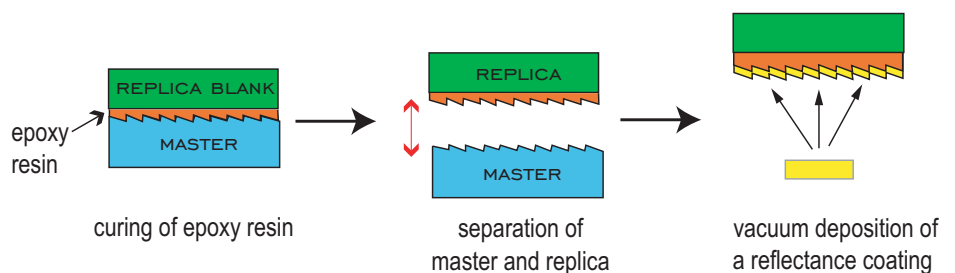 REPLICA BLANK
epoxy
resin
MASTER
curing of epoxy resin
REPLICA
MASTER
separation of
master and replica
vacuum deposition of
a reflectance coating